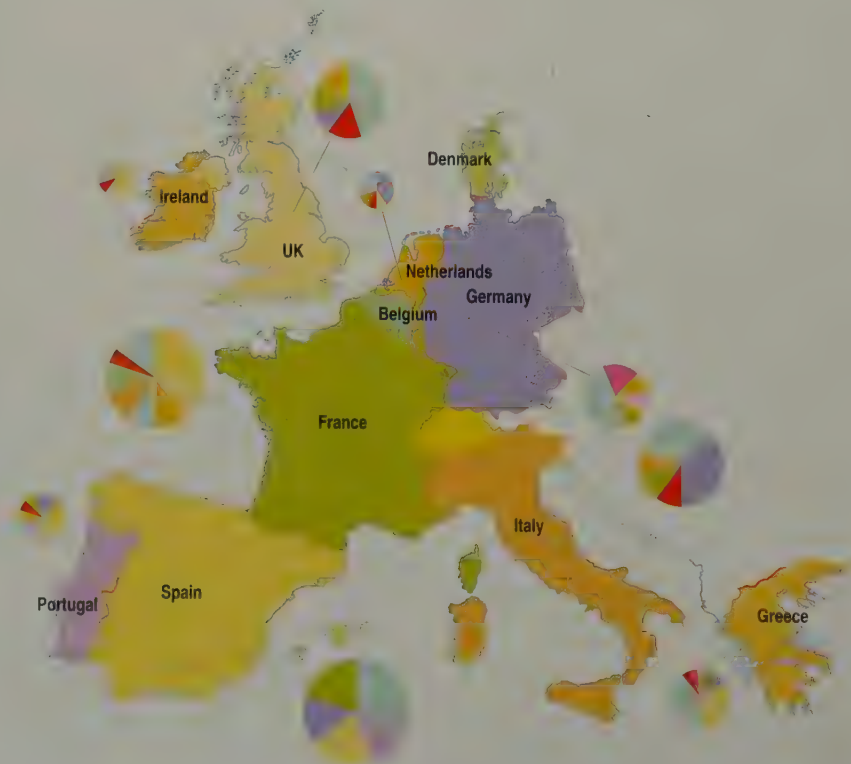 Denmark
Ireland
UK
Netherlands
Germany
Belgium
France
Italy
Spain
Portugal
Greece